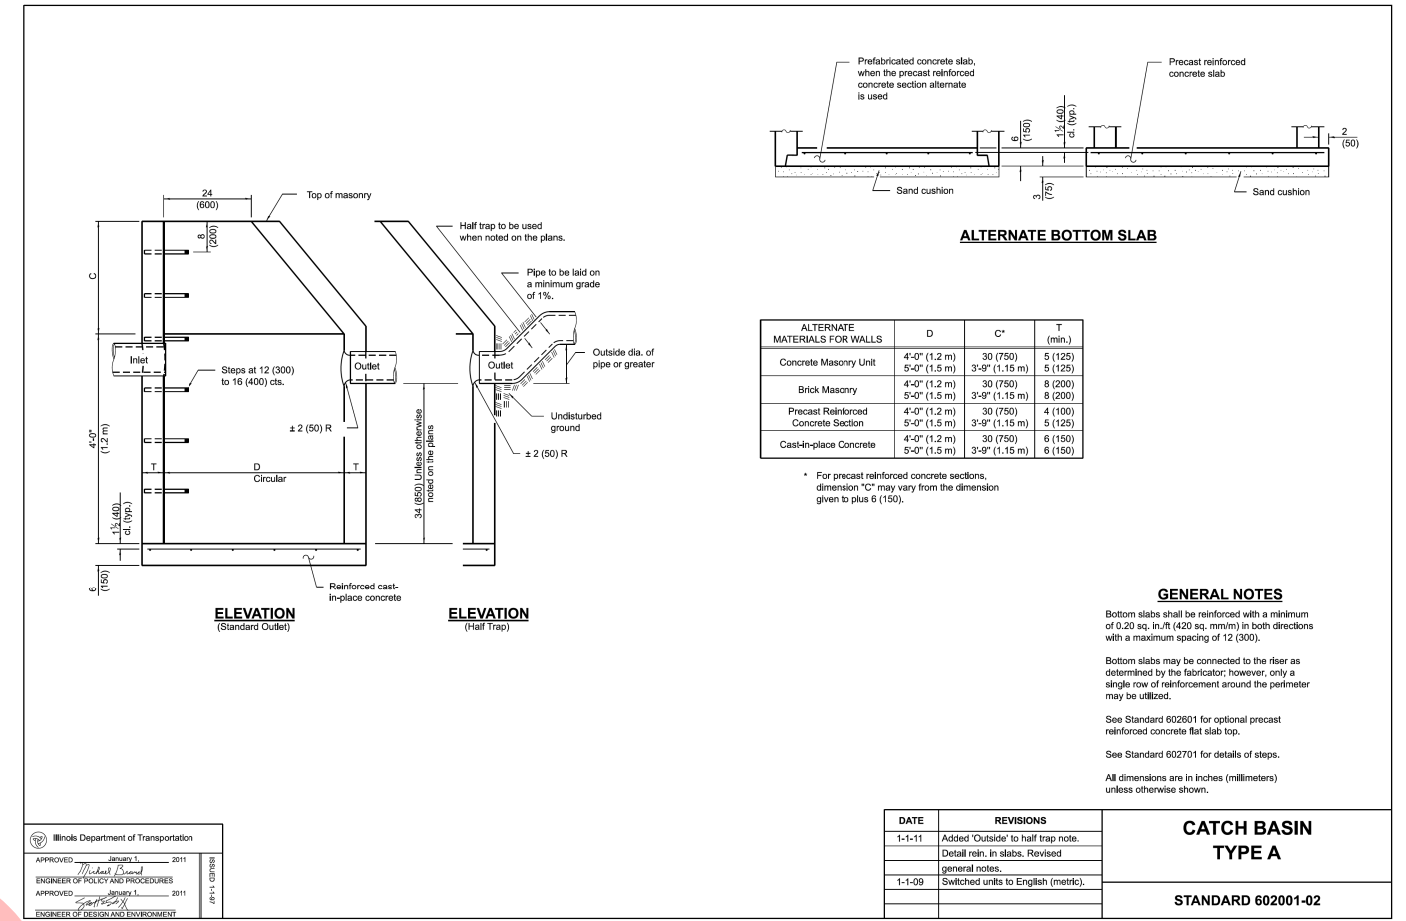 Prefabricated concrete slab,
when the precast reinforced
concrete section alternate
is used
Precast reinforced
concrete slab
6
(150)
1½ (40)
cl. (typ.)
2
(50)
Sand cushion
3
(75)
Sand cushion
ALTERNATE BOTTOM SLAB
24
(600)
Top of masonry
8
(200)
C
Half trap to be used
when noted on the plans.
Pipe to be laid on
a minimum grade
of 1%.
Inlet
Steps at 12 (300)
to 16 (400) cts.
Outlet
Outlet
Outside dia. of
pipe or greater
± 2 (50) R
Undisturbed
ground
± 2 (50) R
4'-0"
(1.2 m)
T
D
Circular
T
34 (850) Unless otherwise
noted on the plans
1½ (40)
cl. (typ.)
6
(150)
Reinforced cast-
in-place concrete
ELEVATION
(Standard Outlet)
ELEVATION
(Half Trap)
ALTERNATE MATERIALS FOR WALLS D C* T (min.)
Concrete Masonry Unit 4'-0" (1.2 m) 30 (750) 5 (125)
5'-0" (1.5 m) 3'-9" (1.15 m) 5 (125)
Brick Masonry 4'-0" (1.2 m) 30 (750) 8 (200)
5'-0" (1.5 m) 3'-9" (1.15 m) 8 (200)
Precast Reinforced 4'-0" (1.2 m) 30 (750) 4 (100)
Concrete Section 5'-0" (1.5 m) 3'-9" (1.15 m) 5 (125)
Cast-in-place Concrete 4'-0" (1.2 m) 30 (750) 6 (150)
5'-0" (1.5 m) 3'-9" (1.15 m) 6 (150)
* For precast reinforced concrete sections,
dimension "C" may vary from the dimension
given to plus 6 (150).
GENERAL NOTES
Bottom slabs shall be reinforced with a minimum
of 0.20 sq. in./ft (420 sq. mm/m) in both directions
with a maximum spacing of 12 (300).
Bottom slabs may be connected to the riser as
determined by the fabricator; however, only a
single row of reinforcement around the perimeter
may be utilized.
See Standard 602601 for optional precast
reinforced concrete flat slab top.
See Standard 602701 for details of steps.
All dimensions are in inches (millimeters)
unless otherwise shown.
Illinois Department of Transportation
APPROVED January 1, 2011
Michael Brand
ENGINEER OF POLICY AND PROCEDURES
APPROVED January 1, 2011
ENGINEER OF DESIGN AND ENVIRONMENT
ISSUED 1-1-97
DATE REVISIONS
1-1-11 Added 'Outside' to half trap note.
Detail rein. in slabs. Revised
general notes.
1-1-09 Switched units to English (metric).
CATCH BASIN
TYPE A
STANDARD 602001-02